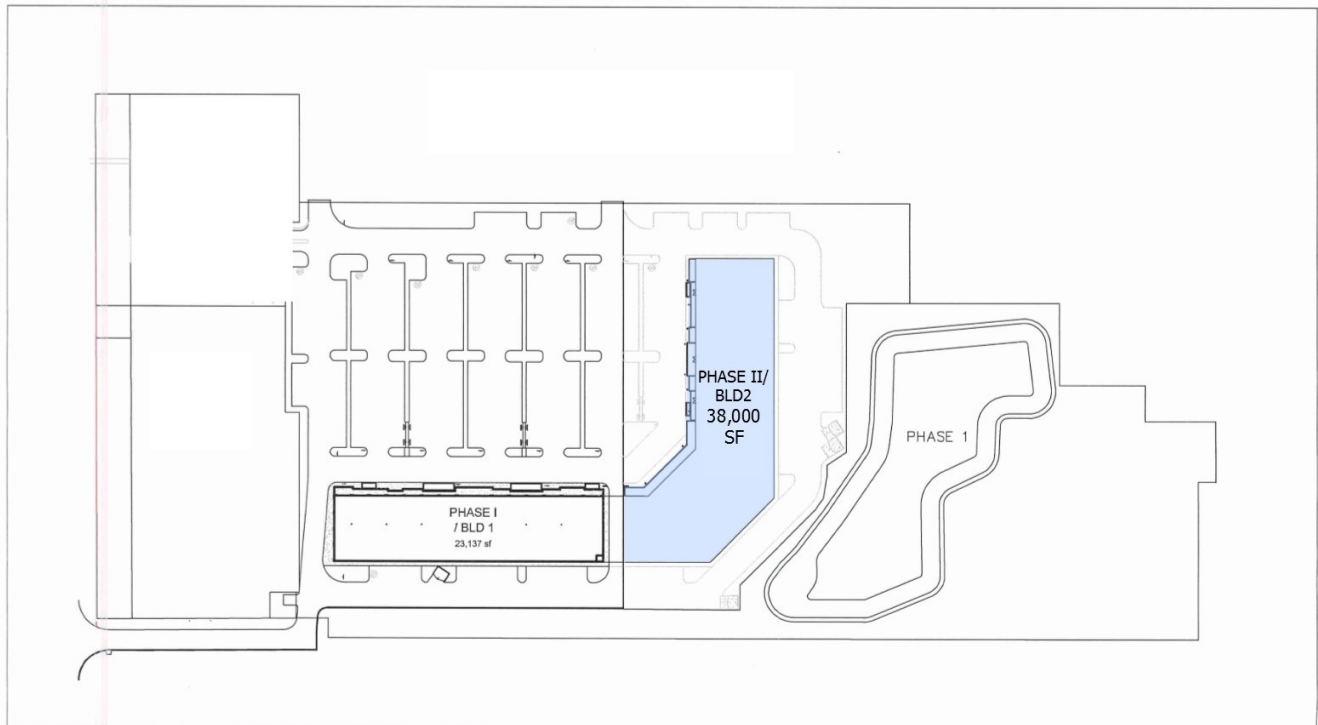 PHASE II/
BLD2
38,000
SF
PHASE 1
PHASE I
/ BLD 1
23,137 sf